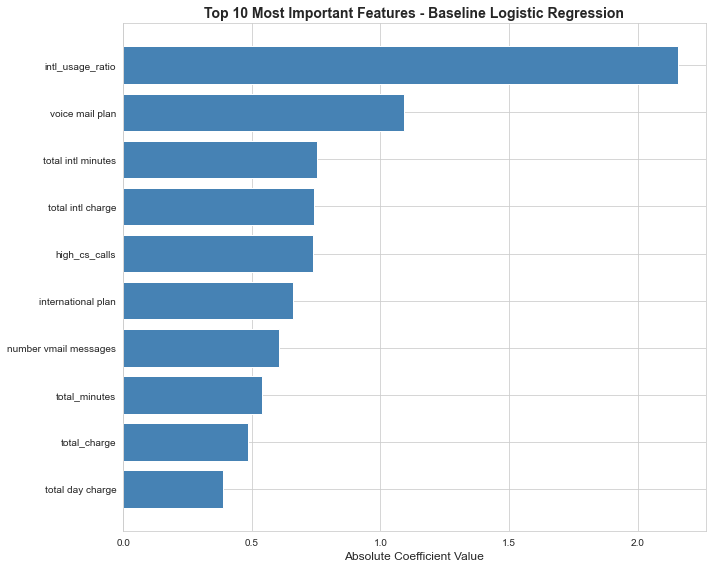 Top 10 Most Important Features - Baseline Logistic Regression
intl_usage_ratio
voice mail plan
total intl minutes
total intl charge
high_cs_calls
international plan
number vmail messages
total_minutes
total_charge
total day charge
0.0 0.5 1.0 1.5 2.0
Absolute Coefficient Value